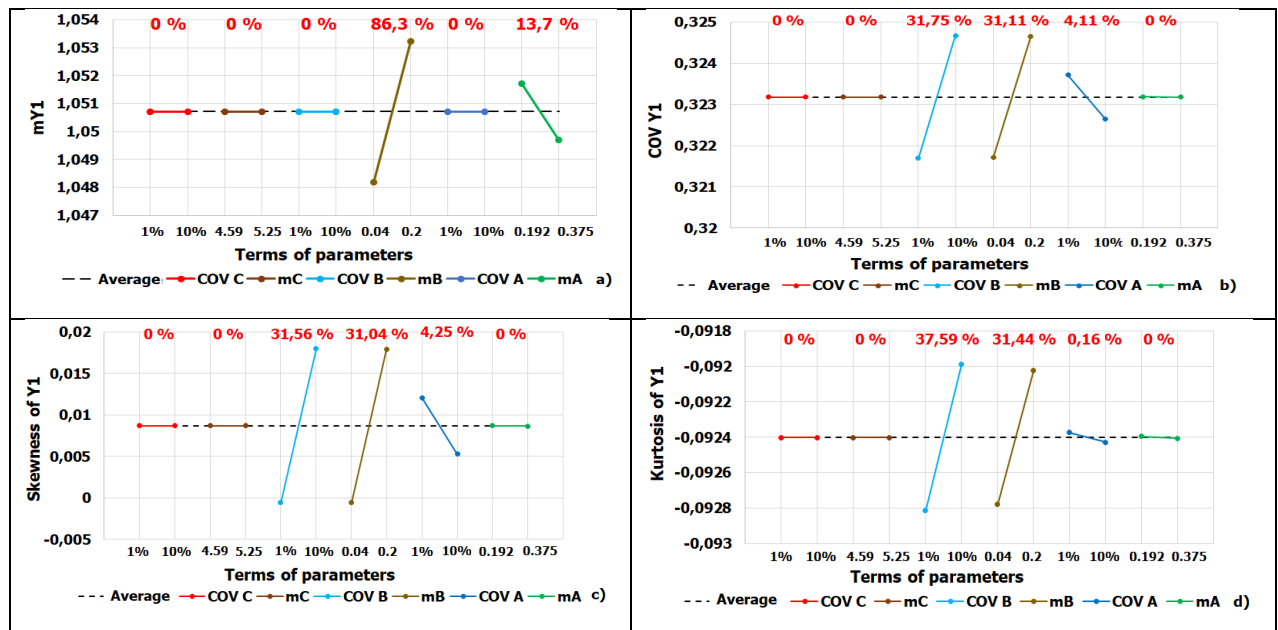 0 % 0 % 0 % 86,3 % 0 % 13,7 %
1,054
1,053
1,052
1,051
1,05
1,049
1,048
1,047
mY1
1% 10% 4.59 5.25 1% 10% 0.04 0.2 1% 10% 0.192 0.375
Terms of parameters
Average COV C mC COV B mB COV A mA a)
0 % 0 % 31,75 % 31,11 % 4,11 % 0 %
0,325
0,324
0,323
0,322
0,321
0,32
COV Y1
1% 10% 4.59 5.25 1% 10% 0.04 0.2 1% 10% 0.192 0.375
Terms of parameters
Average COV C mC COV B mB COV A mA b)
0 % 0 % 31,56 % 31,04 % 4,25 % 0 %
0,02
0,015
0,01
0,005
0
-0,005
Skewness of Y1
1% 10% 4.59 5.25 1% 10% 0.04 0.2 1% 10% 0.192 0.375
Terms of parameters
Average COV C mC COV B mB COV A mA c)
0 % 0 % 37,59 % 31,44 % 0,16 % 0 %
-0,0918
-0,092
-0,0922
-0,0924
-0,0926
-0,0928
-0,093
Kurtosis of Y1
1% 10% 4.59 5.25 1% 10% 0.04 0.2 1% 10% 0.192 0.375
Terms of parameters
Average COV C mC COV B mB COV A mA d)